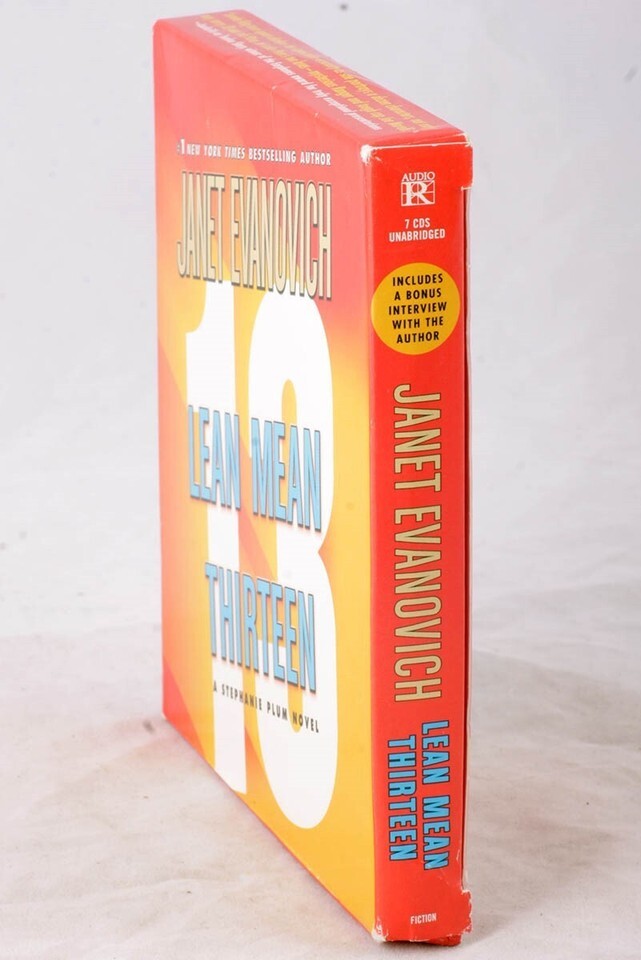 #1 NEW YORK TIMES BESTSELLING AUTHOR
JANET EVANOVICH
13
LEAN MEAN
THIRTEEN
A STEPHANIE PLUM NOVEL
AUDIO
R
7 CDS
UNABRIDGED
INCLUDES
A BONUS
INTERVIEW
WITH THE
AUTHOR
JANET EVANOVICH
LEAN MEAN
THIRTEEN
FICTION